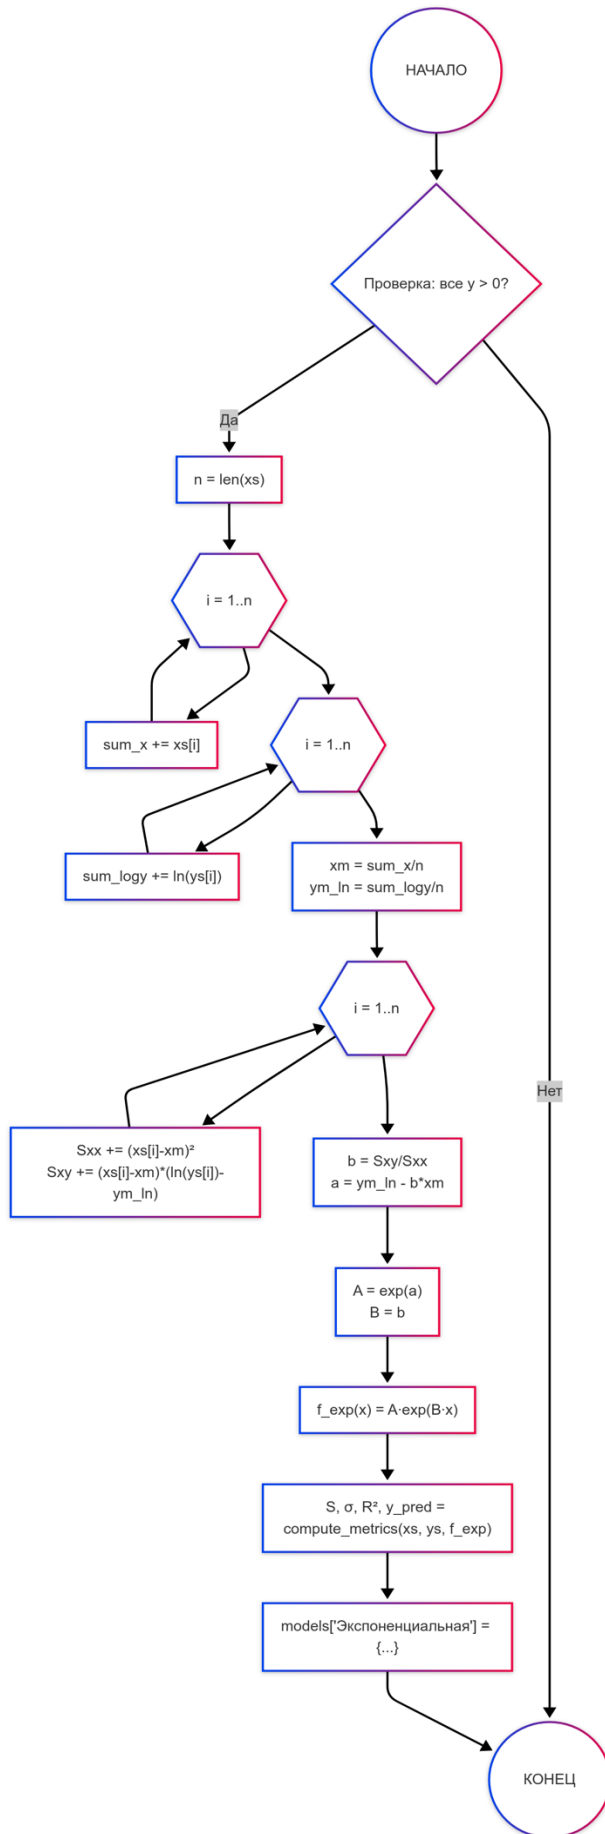 НАЧАЛО
Проверка: все y > 0?
Да
n = len(xs)
i = 1..n
sum_x += xs[i]
i = 1..n
sum_logy += ln(ys[i])
xm = sum_x/n
ym_ln = sum_logy/n
i = 1..n
Нет
Sxx += (xs[i]-xm)²
Sxy += (xs[i]-xm)*(ln(ys[i])-
ym_ln)
b = Sxy/Sxx
a = ym_ln - b*xm
A = exp(a)
B = b
f_exp(x) = A·exp(B·x)
S, σ, R², y_pred =
compute_metrics(xs, ys, f_exp)
models['Экспоненциальная'] =
{...}
КОНЕЦ